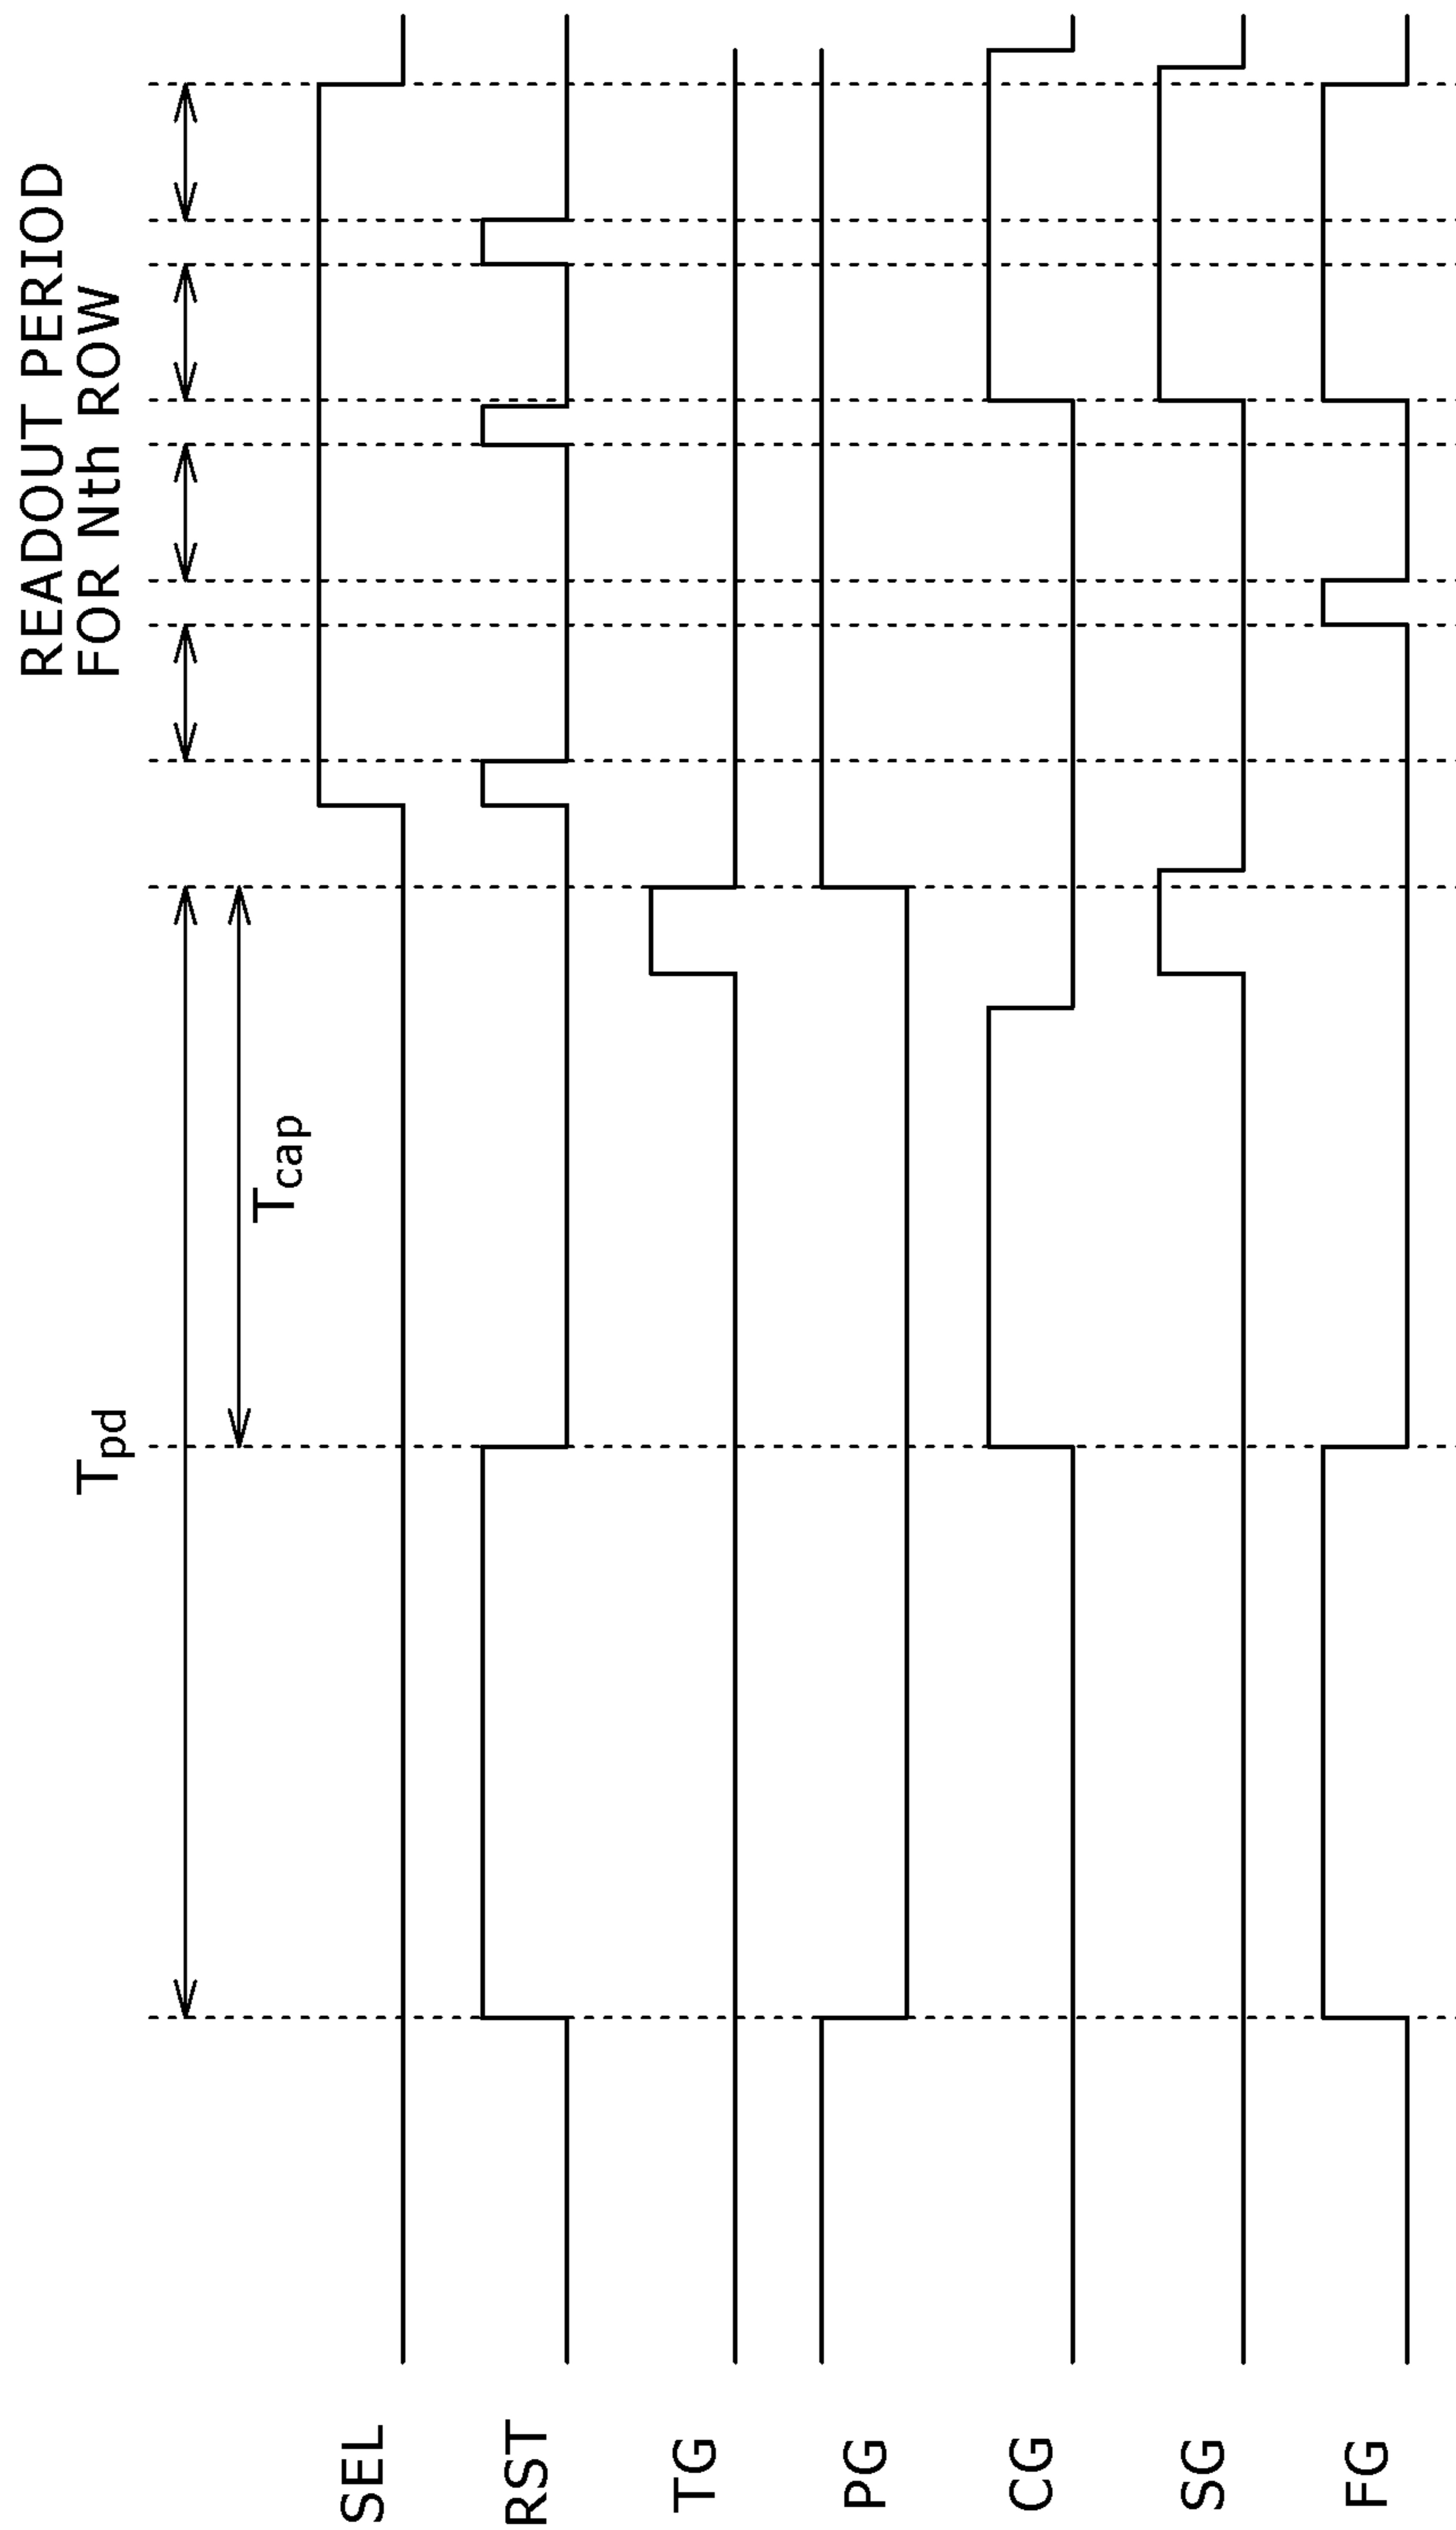 READOUT PERIOD
FOR Nth ROW
Tpd
Tcap
SEL
RST
TG
PG
CG
SG
FG